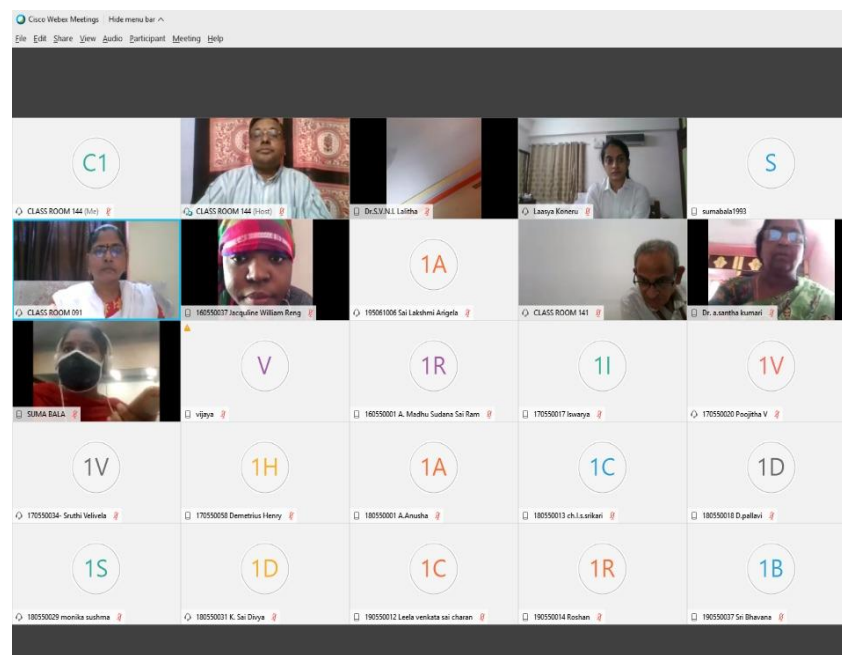 Cisco Webex Meetings Hide menu bar ^
File Edit Share View Audio Participant Meeting Help
C1
S
CLASS ROOM 144 (Me)
CLASS ROOM 144 (Host)
Dr.S.V.N.L Lalitha
Laasya Koneru
sumabala1993
1A
CLASS ROOM 091
160550037 Jacquline William Reng
195061006 Sai Lakshmi Arigela
CLASS ROOM 141
Dr. a.santha kumari
V
1R
1I
1V
SUMA BALA
vijaya
160550001 A. Madhu Sudana Sai Ram
170550017 Iswarya
170550020 Poojitha V
1V
1H
1A
1C
1D
170550034- Sruthi Velivela
170550058 Demetrius Henry
180550001 A.Anusha
180550013 ch.l.s.srikari
180550018 D.pallavi
1S
1D
1C
1R
1B
180550029 monika sushma
180550031 K. Sai Divya
190550012 Leela venkata sai charan
190550014 Roshan
190550037 Sri Bhavana